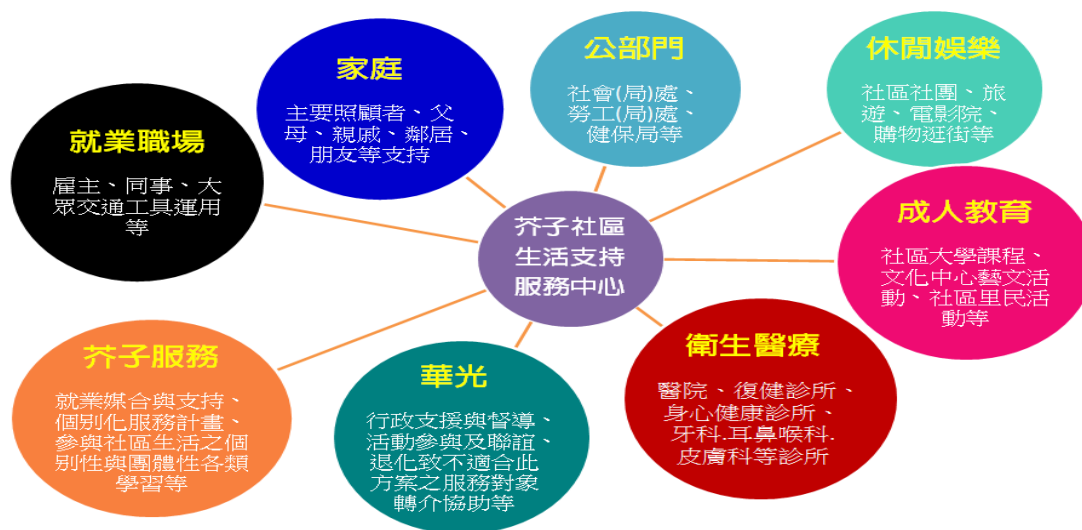 公部門
社會(局)處、
勞工(局)處、
健保局等
休閒娛樂
社區社團、旅
遊、電影院、
購物逛街等
家庭
主要照顧者、父
母、親戚、鄰居、
朋友等支持
就業職場
雇主、同事、大
眾交通工具運用
等
芥子社區
生活支持
服務中心
成人教育
社區大學課程、
文化中心藝文活
動、社區里民活
動等
芥子服務
就業媒合與支持、
個別化服務計畫、
參與社區生活之個
別性與團體性各類
學習等
華光
行政支援與督導、
活動參與及聯誼、
退化致不適合此
方案之服務對象
轉介協助等
衛生醫療
醫院、復健診所、
身心健康診所、
牙科.耳鼻喉科.
皮膚科等診所